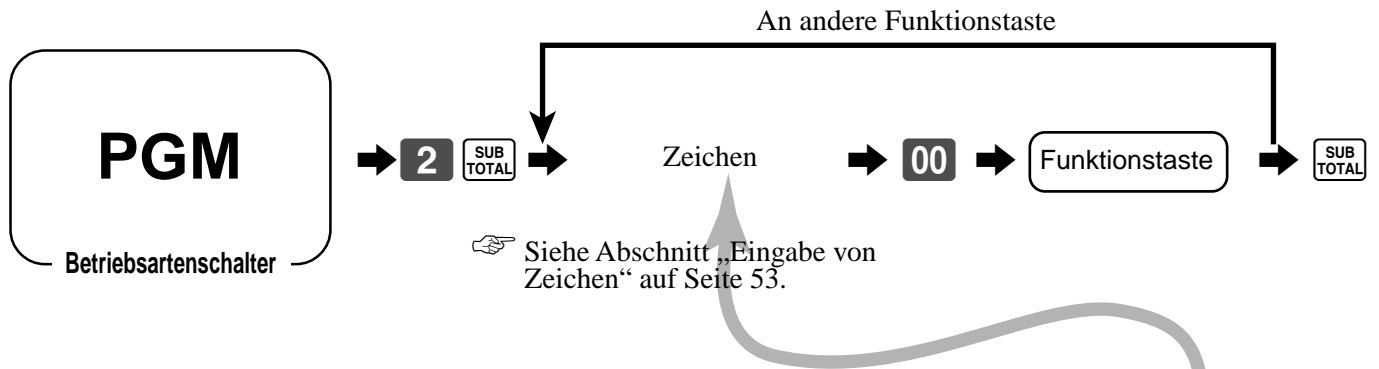 An andere Funktionstaste
PGM
Betriebsartenschalter
2 SUB TOTAL
Zeichen
00
Funktionstaste
SUB TOTAL
Siehe Abschnitt „Eingabe von
Zeichen“ auf Seite 53.